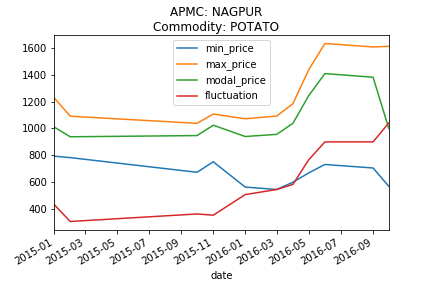 APMC: NAGPUR
Commodity: POTATO
1600
1400
1200
1000
800
600
400
min_price
max_price
modal_price
fluctuation
2015-01
2015-03
2015-05
2015-07
2015-09
2015-11
2016-01
2016-03
2016-05
2016-07
2016-09
date